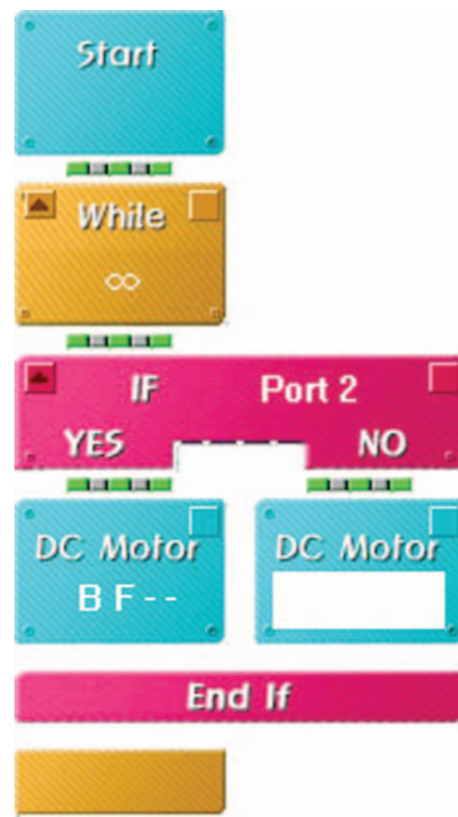 Start
While
∞
IF Port 2
YES NO
DC Motor DC Motor
B F - -
End If